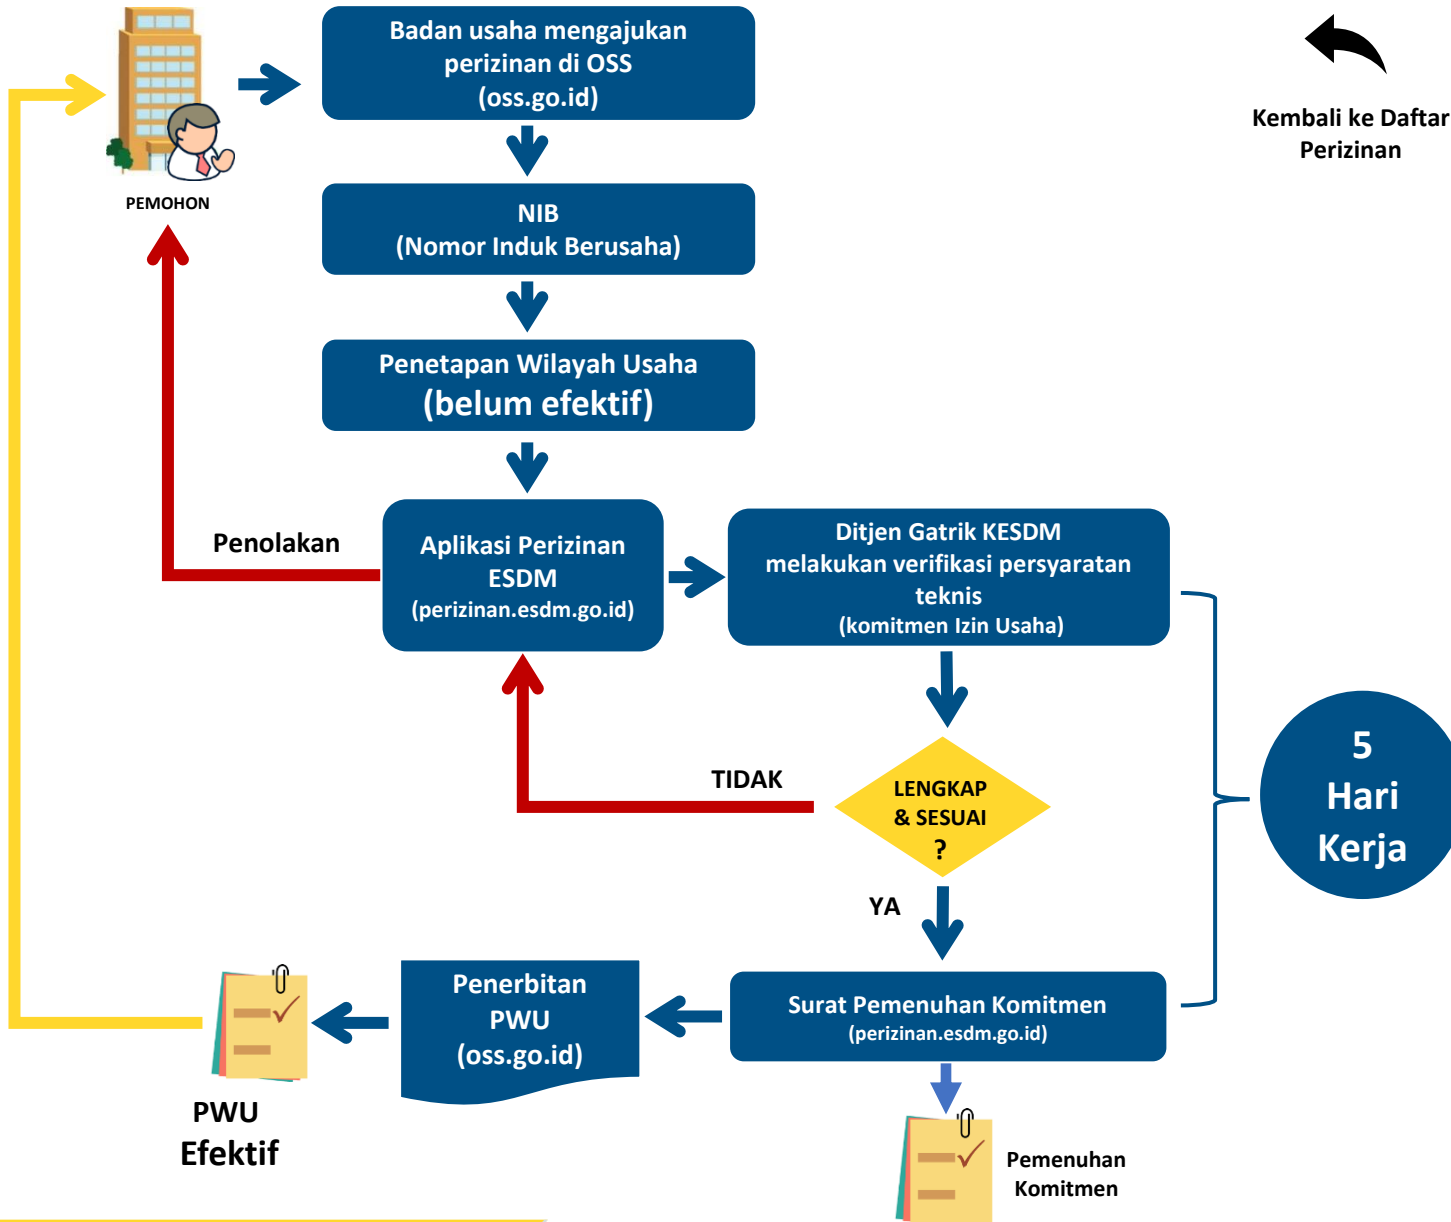 Badan usaha mengajukan
perizinan di OSS
(oss.go.id)
Kembali ke Daftar
Perizinan
PEMOHON
NIB
(Nomor Induk Berusaha)
Penetapan Wilayah Usaha
(belum efektif)
Penolakan
Aplikasi Perizinan
ESDM
(perizinan.esdm.go.id)
Ditjen Gatrik KESDM
melakukan verifikasi persyaratan
teknis
(komitmen Izin Usaha)
TIDAK
LENGKAP
& SESUAI
?
5
Hari
Kerja
YA
Surat Pemenuhan Komitmen
(perizinan.esdm.go.id)
Penerbitan
PWU
(oss.go.id)
PWU
Efektif
Pemenuhan
Komitmen